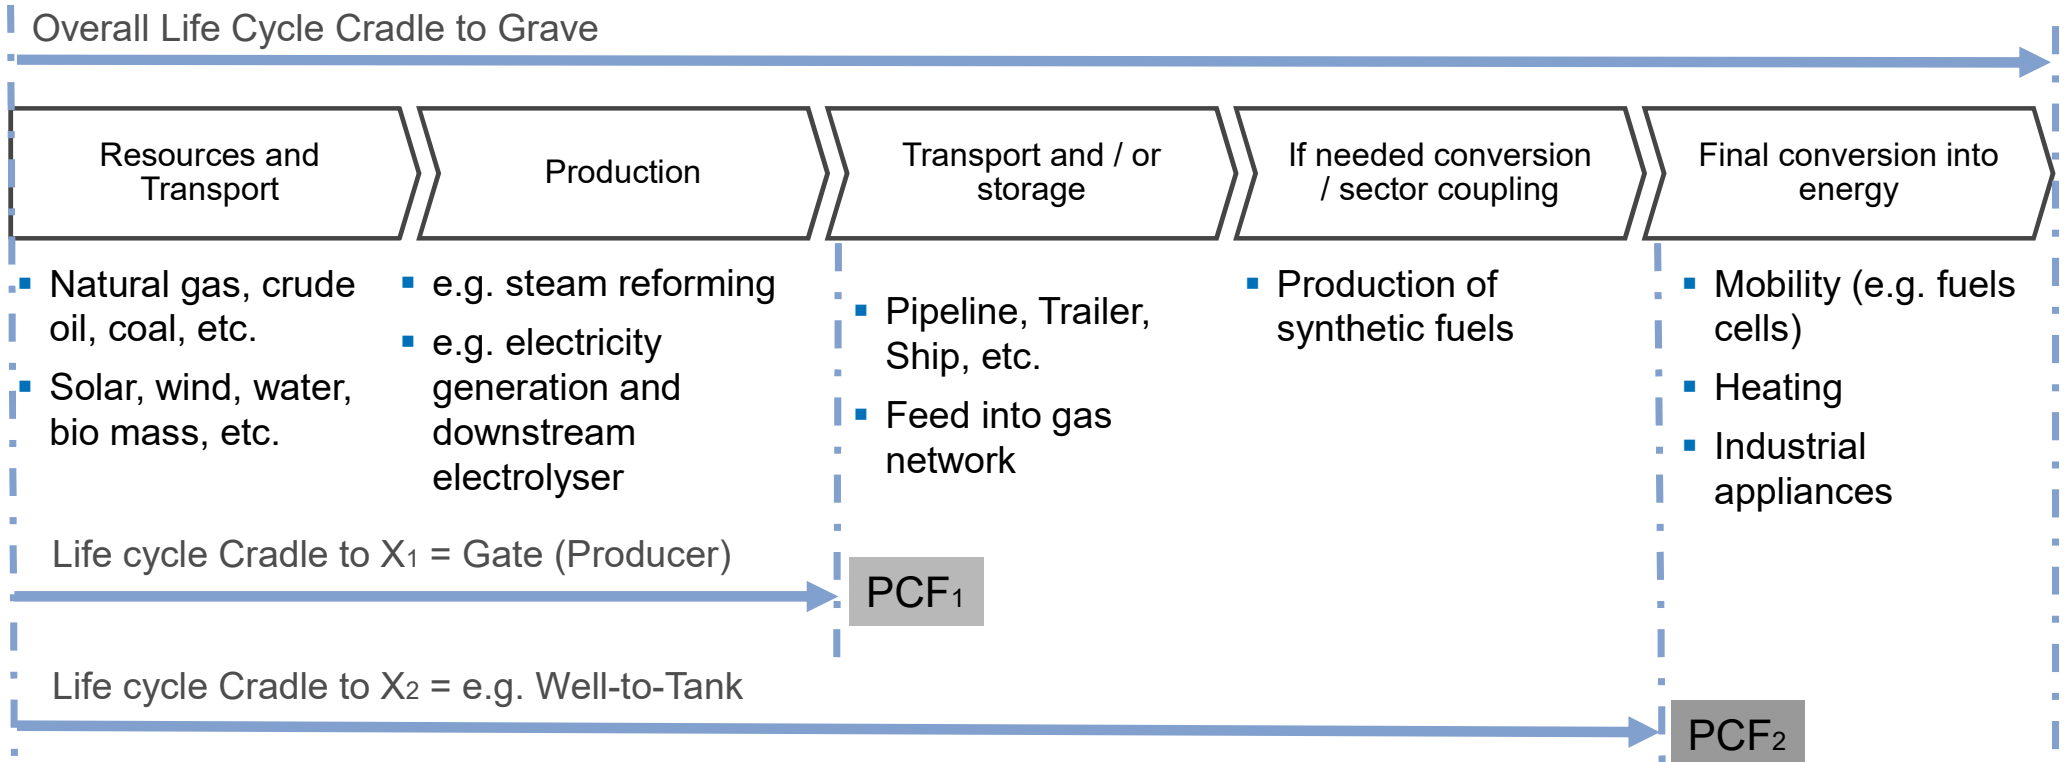 Overall Life Cycle Cradle to Grave
Resources and
Transport
Production
Transport and / or
storage
If needed conversion
/ sector coupling
Final conversion into
energy
▪ Natural gas, crude
oil, coal, etc.
▪ Solar, wind, water,
bio mass, etc.
▪ e.g. steam reforming
▪ e.g. electricity
generation and
downstream
electrolyser
▪ Pipeline, Trailer,
Ship, etc.
▪ Feed into gas
network
▪ Production of
synthetic fuels
▪ Mobility (e.g. fuels
cells)
▪ Heating
▪ Industrial
appliances
Life cycle Cradle to X₁ = Gate (Producer)
PCF₁
Life cycle Cradle to X₂ = e.g. Well-to-Tank
PCF₂